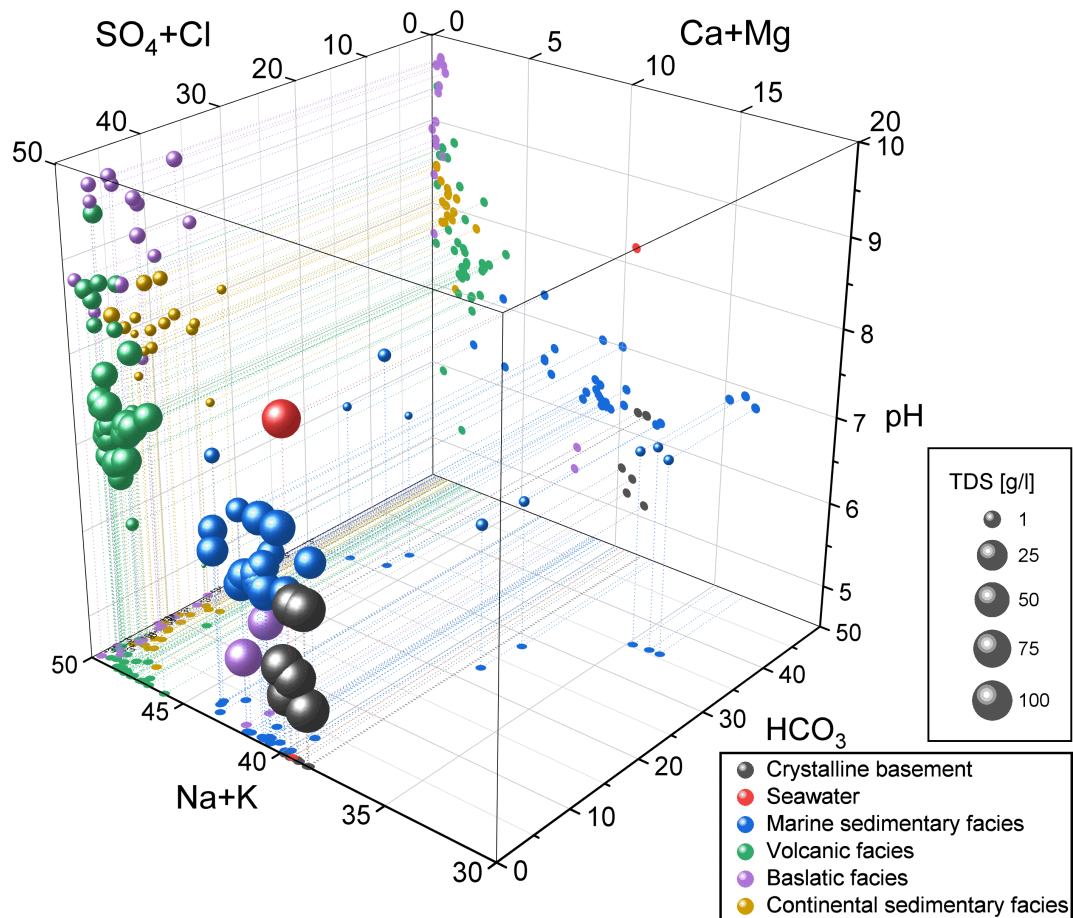 SO₄+Cl
Ca+Mg
0
0
10
5
20
10
30
15
40
20
50
10
9
8
7
pH
6
5
50
40
30
HCO₃
20
10
0
50
45
40
Na+K
35
30
TDS [g/l]
1
25
50
75
100
Crystalline basement
Seawater
Marine sedimentary facies
Volcanic facies
Baslatic facies
Continental sedimentary facies